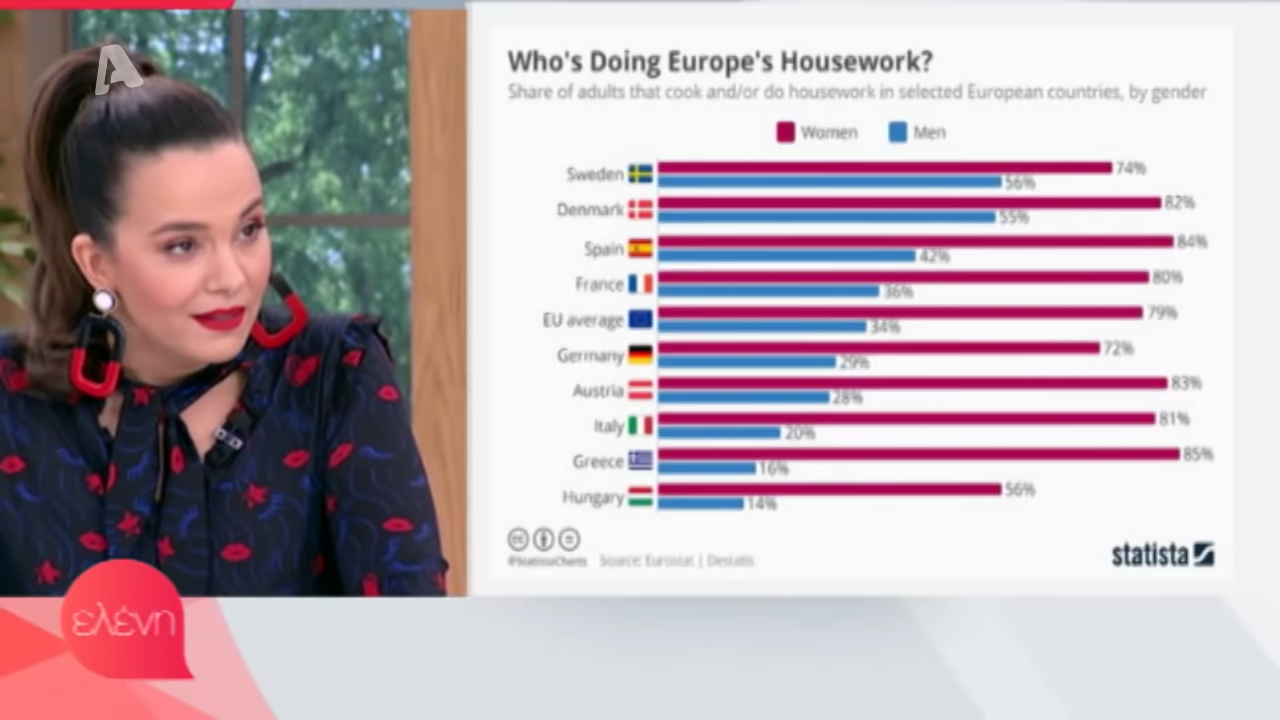 Who's Doing Europe's Housework?
Share of adults that cook and/or do housework in selected European countries, by gender
Women Men
Sweden 74%
56%
Denmark 82%
55%
Spain 84%
42%
France 80%
36%
EU average 79%
34%
Germany 72%
29%
Austria 83%
28%
Italy 81%
20%
Greece 85%
16%
Hungary 56%
14%
@StatistaCharts Source: Eurostat | Destatis
statista
ελένη